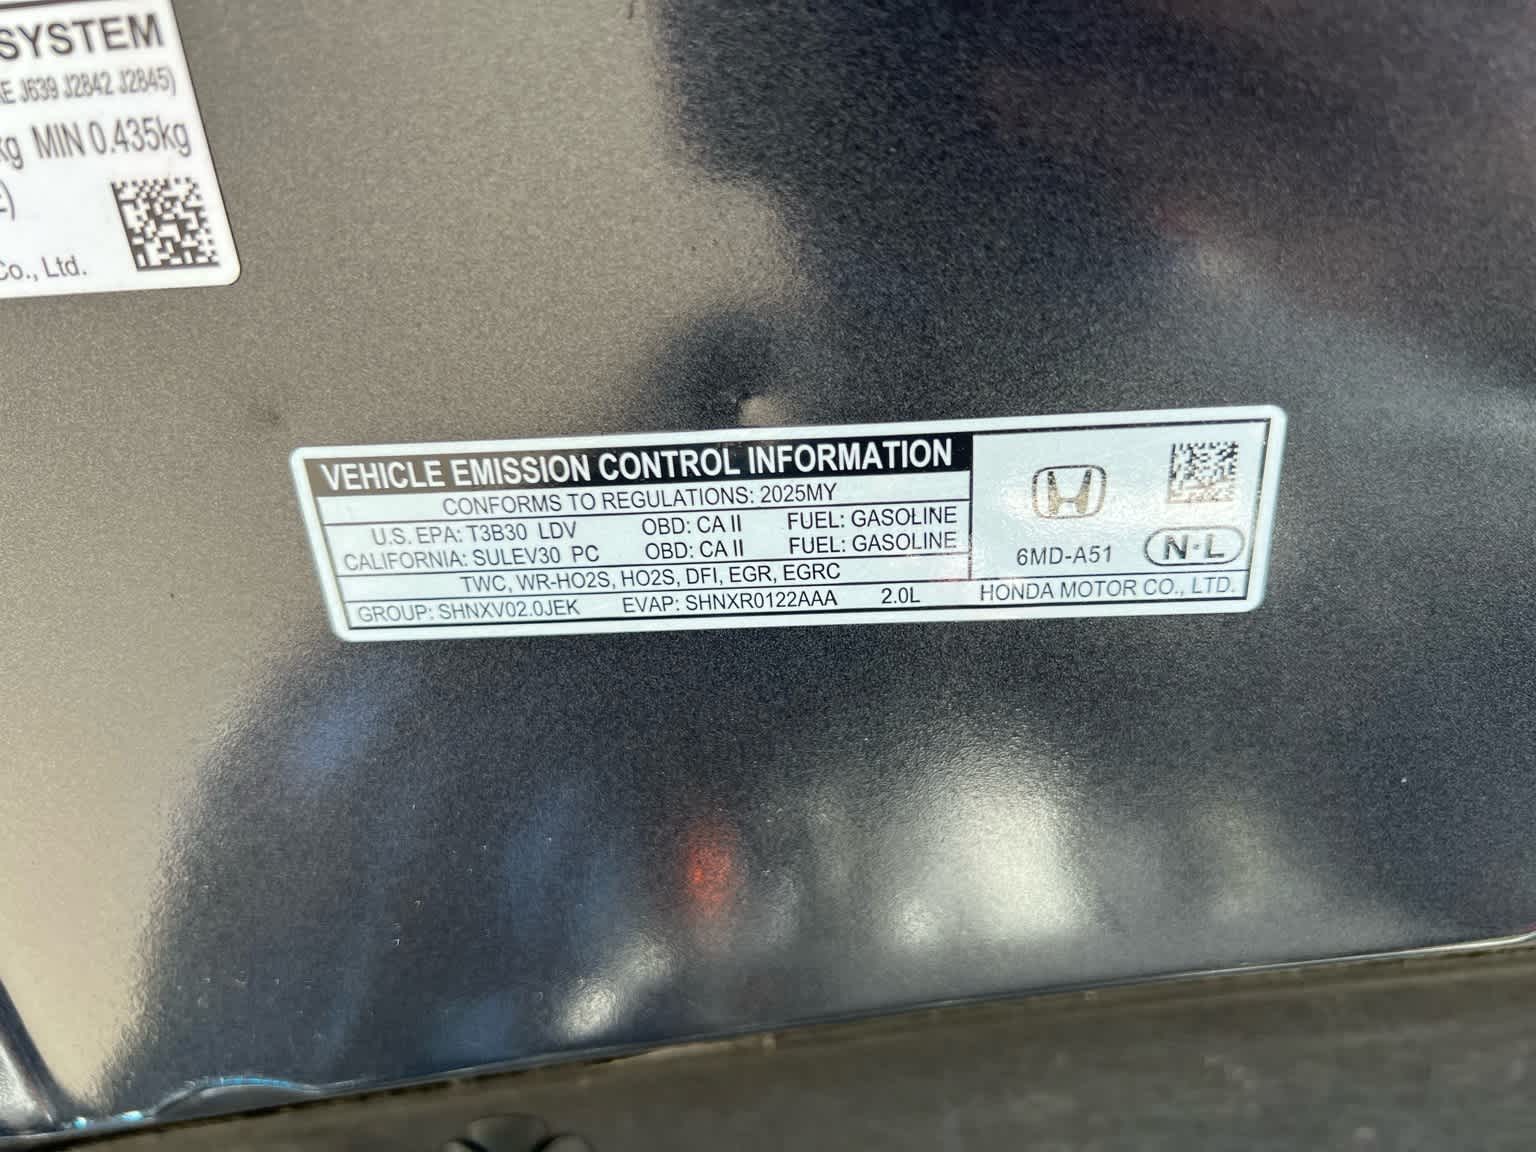 SYSTEM
J639 J2842 J2845)
kg MIN 0.435kg
Co., Ltd.
VEHICLE EMISSION CONTROL INFORMATION
CONFORMS TO REGULATIONS: 2025MY
U.S. EPA: T3B30 LDV OBD: CA II FUEL: GASOLINE
CALIFORNIA: SULEV30 PC OBD: CA II FUEL: GASOLINE
TWC, WR-HO2S, HO2S, DFI, EGR, EGRC
GROUP: SHNXV02.0JEK EVAP: SHNXR0122AAA 2.0L
6MD-A51 N-L
HONDA MOTOR CO., LTD.